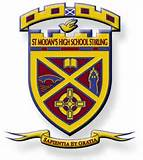 ST MODAN'S HIGH SCHOOL STIRLING
SAPIENTIA ET GRATIA